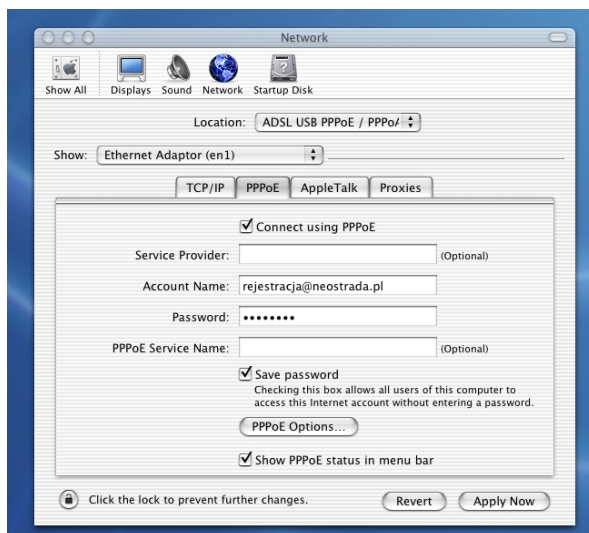 Network
Show All Displays Sound Network Startup Disk
Location: ADSL USB PPPoE / PPPoA
Show: Ethernet Adaptor (en1)
TCP/IP PPPoE AppleTalk Proxies
Connect using PPPoE
Service Provider: (Optional)
Account Name: rejestracja@neostrada.pl
Password: ••••••••
PPPoE Service Name: (Optional)
Save password
Checking this box allows all users of this computer to
access this Internet account without entering a password.
PPPoE Options...
Show PPPoE status in menu bar
Click the lock to prevent further changes. Revert Apply Now